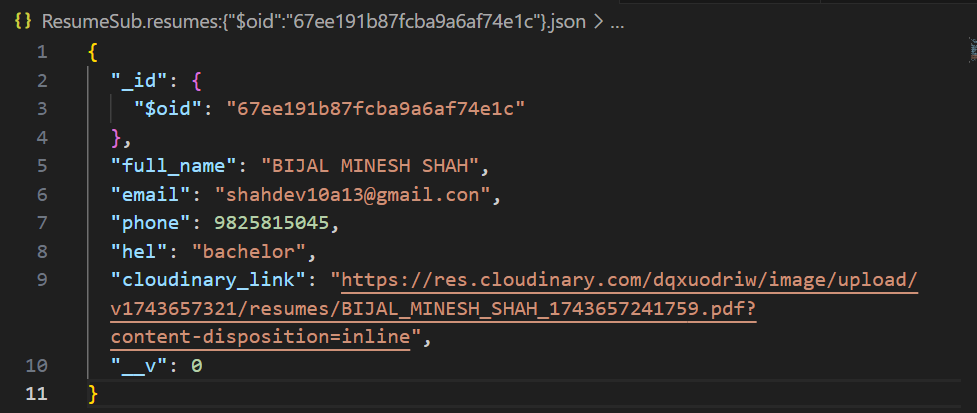 {} ResumeSub.resumes:{"$oid":"67ee191b87fcba9a6af74e1c"}.json > ...
1 {
2 "_id": {
3 "$oid": "67ee191b87fcba9a6af74e1c"
4 },
5 "full_name": "BIJAL MINESH SHAH",
6 "email": "shahdev10a13@gmail.con",
7 "phone": 9825815045,
8 "hel": "bachelor",
9 "cloudinary_link": "https://res.cloudinary.com/dqxuodriw/image/upload/
v1743657321/resumes/BIJAL_MINESH_SHAH_1743657241759.pdf?
content-disposition=inline",
10 "__v": 0
11 }